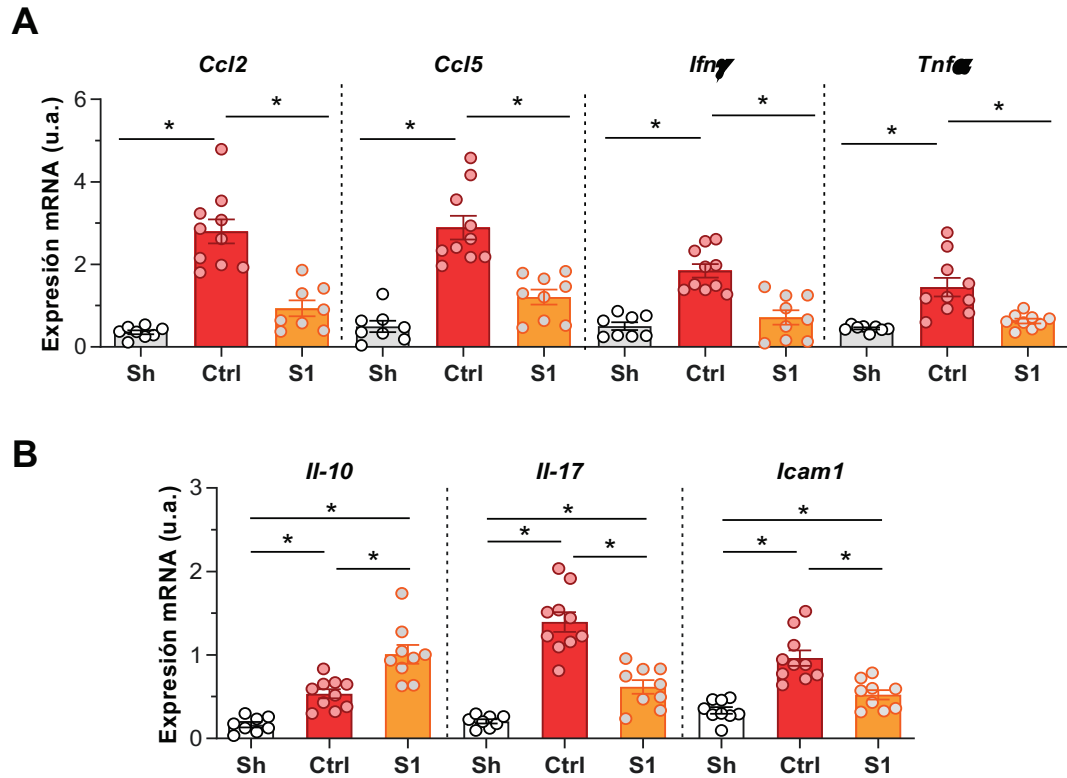 A
Ccl2 Ccl5 Ifnγ Tnfα
Expresión mRNA (u.a.)
6
4
2
0
* * * * * * * *
Sh Ctrl S1 Sh Ctrl S1 Sh Ctrl S1 Sh Ctrl S1
B
Il-10 Il-17 Icam1
Expresión mRNA (u.a.)
3
2
1
0
* * * * * * * * *
Sh Ctrl S1 Sh Ctrl S1 Sh Ctrl S1